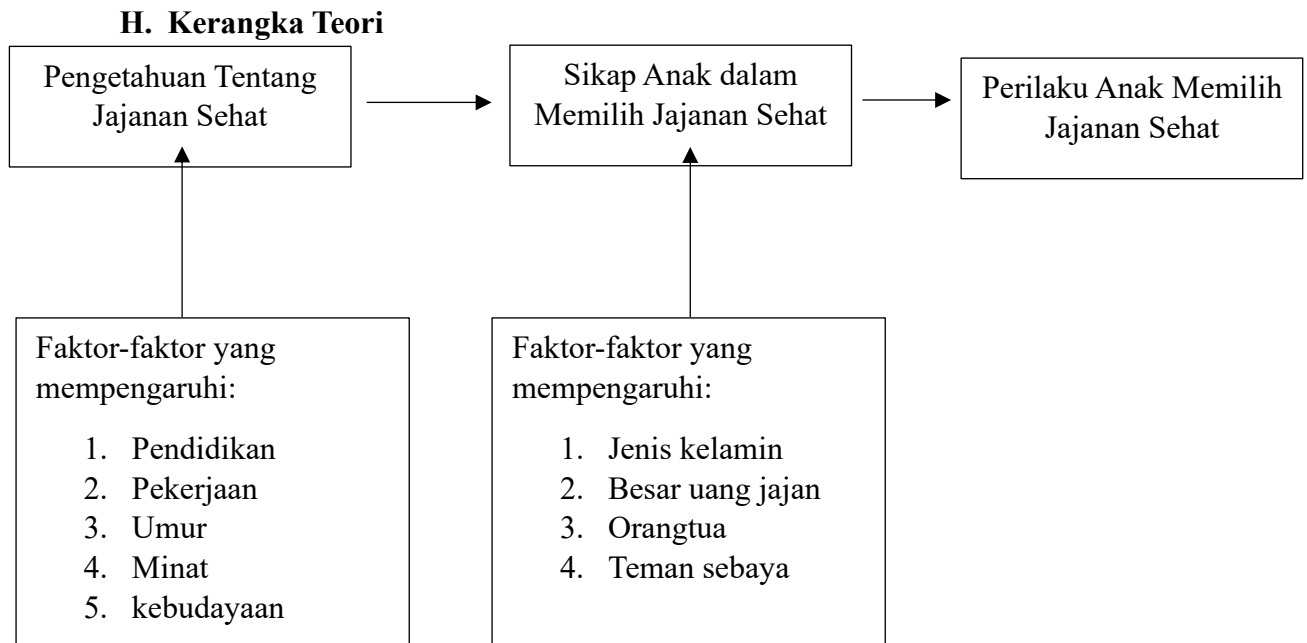 H. Kerangka Teori
Pengetahuan Tentang
Jajanan Sehat
Sikap Anak dalam
Memilih Jajanan Sehat
Perilaku Anak Memilih
Jajanan Sehat
Faktor-faktor yang
mempengaruhi:
1. Pendidikan
2. Pekerjaan
3. Umur
4. Minat
5. kebudayaan
Faktor-faktor yang
mempengaruhi:
1. Jenis kelamin
2. Besar uang jajan
3. Orangtua
4. Teman sebaya